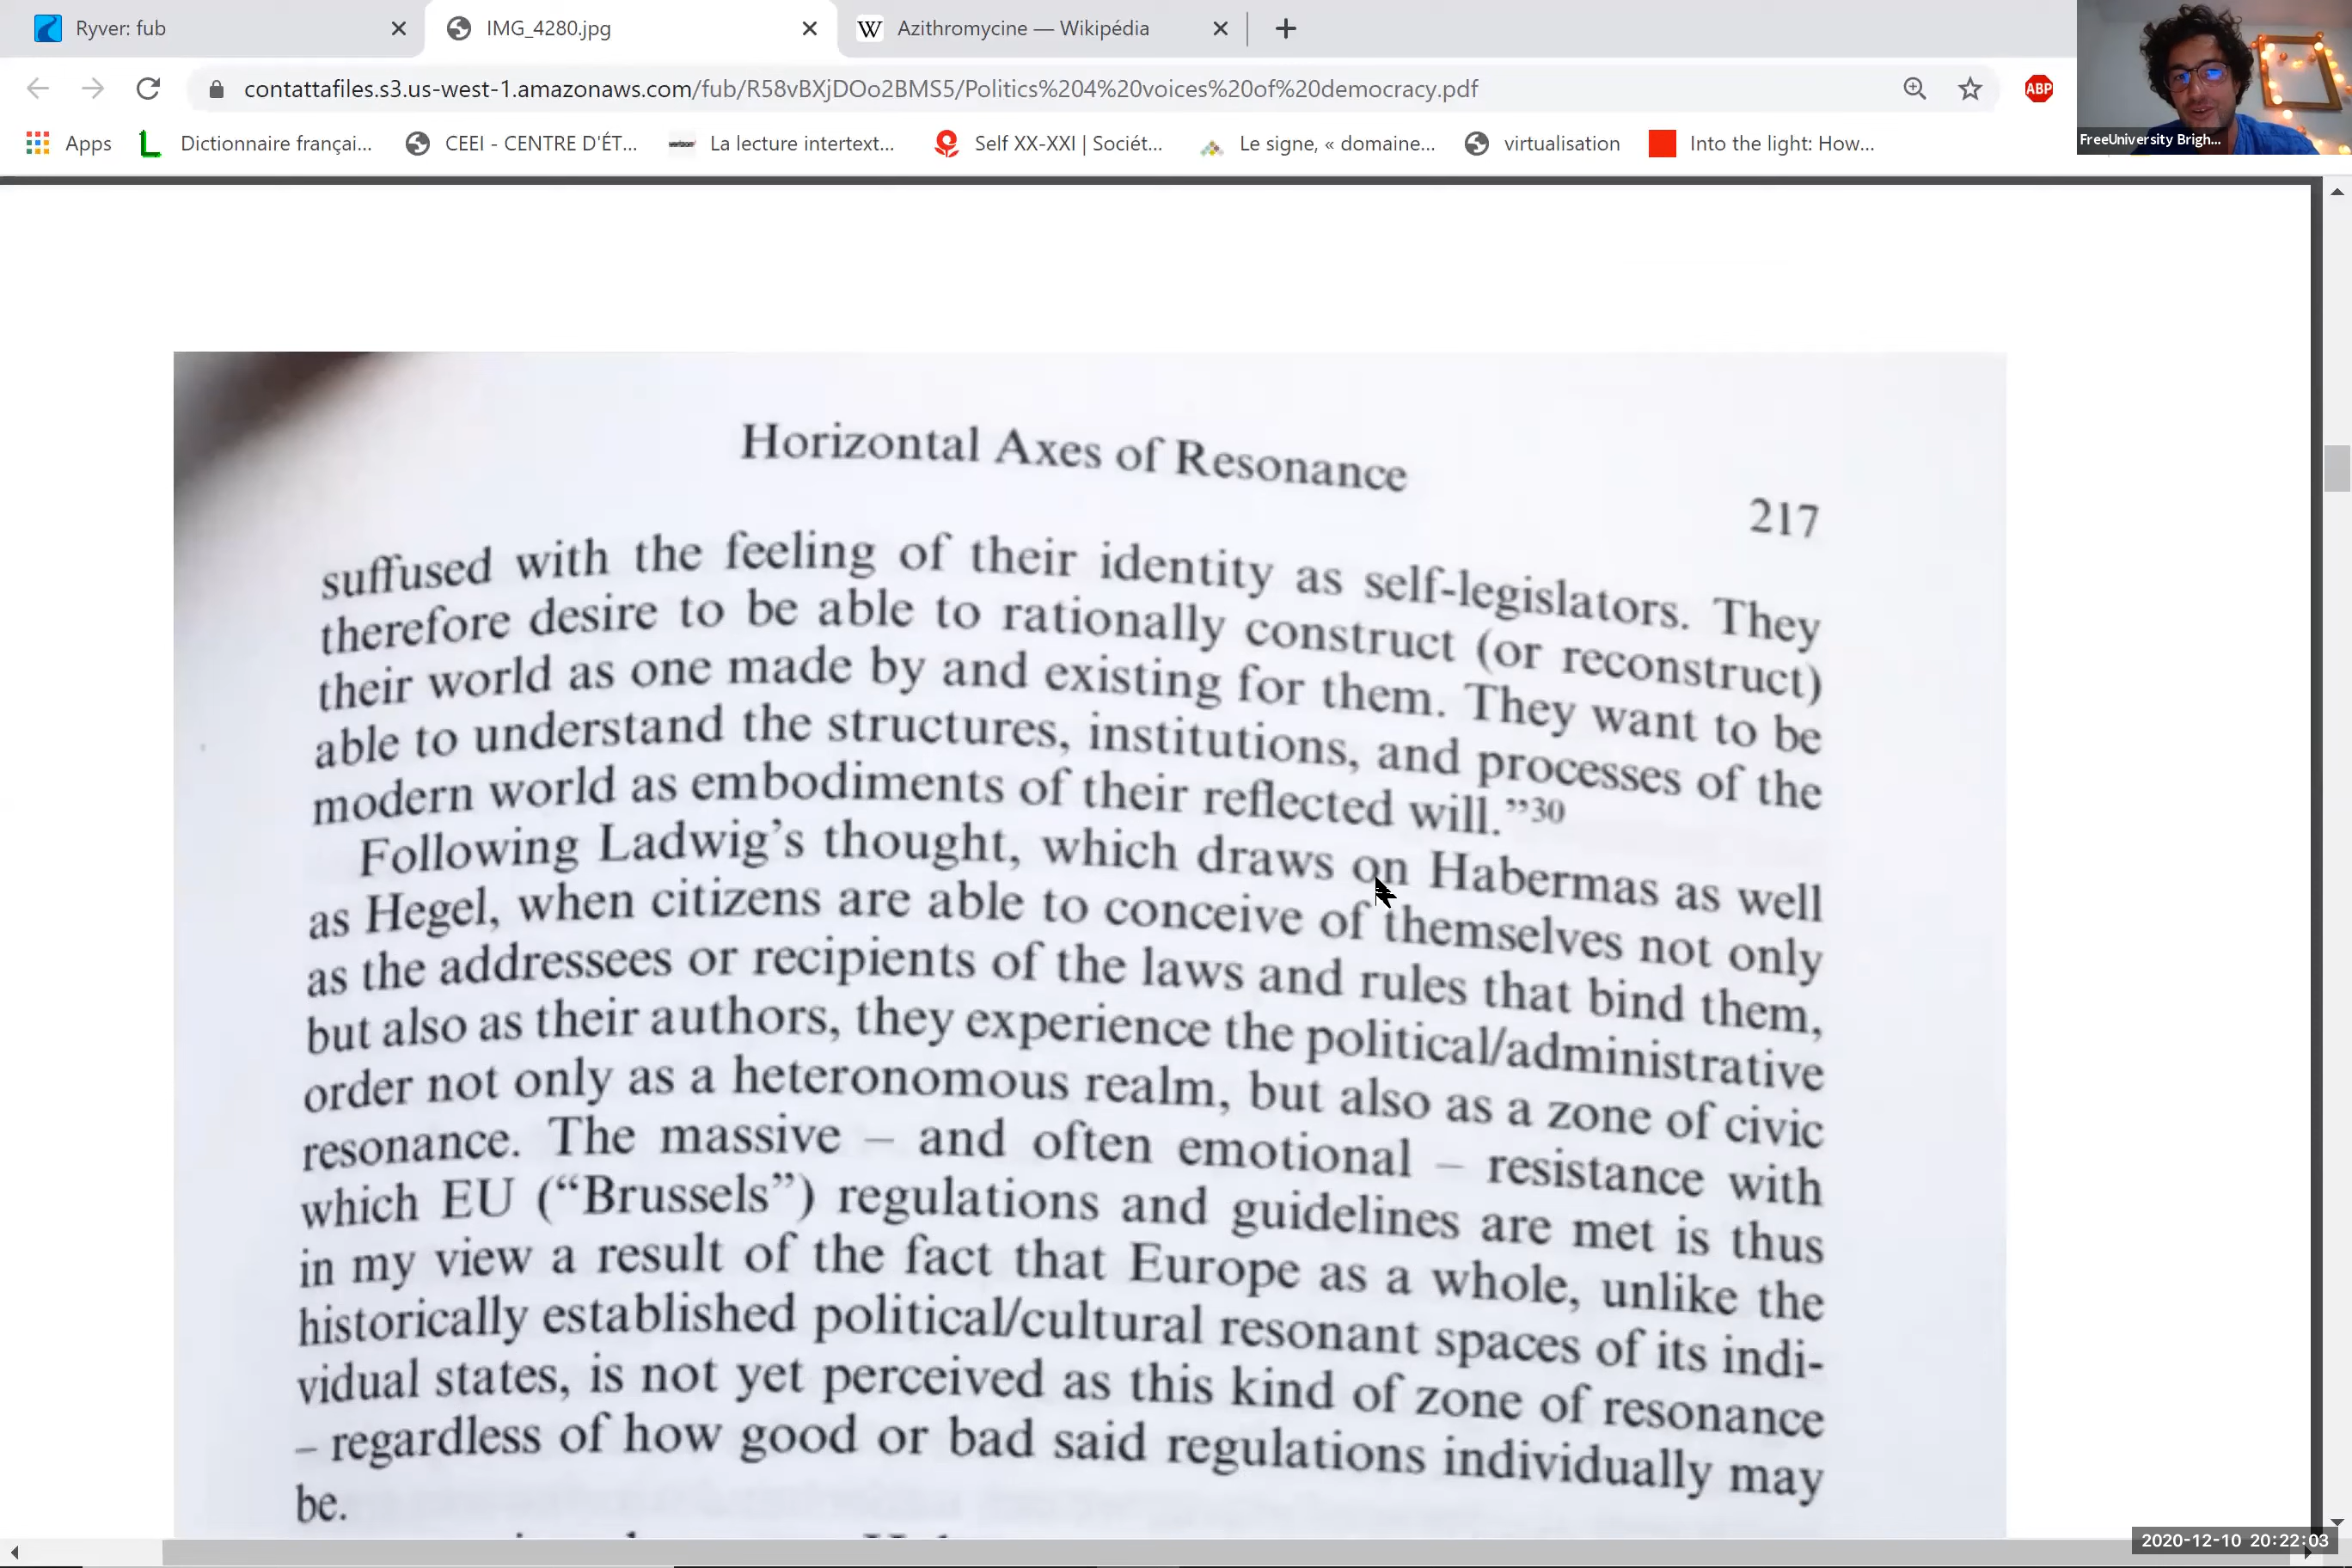 Ryver: fub
IMG_4280.jpg
W Azithromycine — Wikipédia
contattafiles.s3.us-west-1.amazonaws.com/fub/R58vBXjDOo2BMS5/Politics%204%20voices%20of%20democracy.pdf
ABP
Apps
L Dictionnaire françai...
CEEI - CENTRE D'ÉT...
La lecture intertext...
Self XX-XXI | Sociét...
Le signe, « domaine...
virtualisation
Into the light: How...
FreeUniversity Brigh...
Horizontal Axes of Resonance
217
suffused with the feeling of their identity as self-legislators. They
therefore desire to be able to rationally construct (or reconstruct)
their world as one made by and existing for them. They want to be
able to understand the structures, institutions, and processes of the
modern world as embodiments of their reflected will.”30
Following Ladwig’s thought, which draws on Habermas as well
as Hegel, when citizens are able to conceive of themselves not only
as the addressees or recipients of the laws and rules that bind them,
but also as their authors, they experience the political/administrative
order not only as a heteronomous realm, but also as a zone of civic
resonance. The massive – and often emotional – resistance with
which EU (“Brussels”) regulations and guidelines are met is thus
in my view a result of the fact that Europe as a whole, unlike the
historically established political/cultural resonant spaces of its indi-
vidual states, is not yet perceived as this kind of zone of resonance
– regardless of how good or bad said regulations individually may
be.
2020-12-10 20:22:03